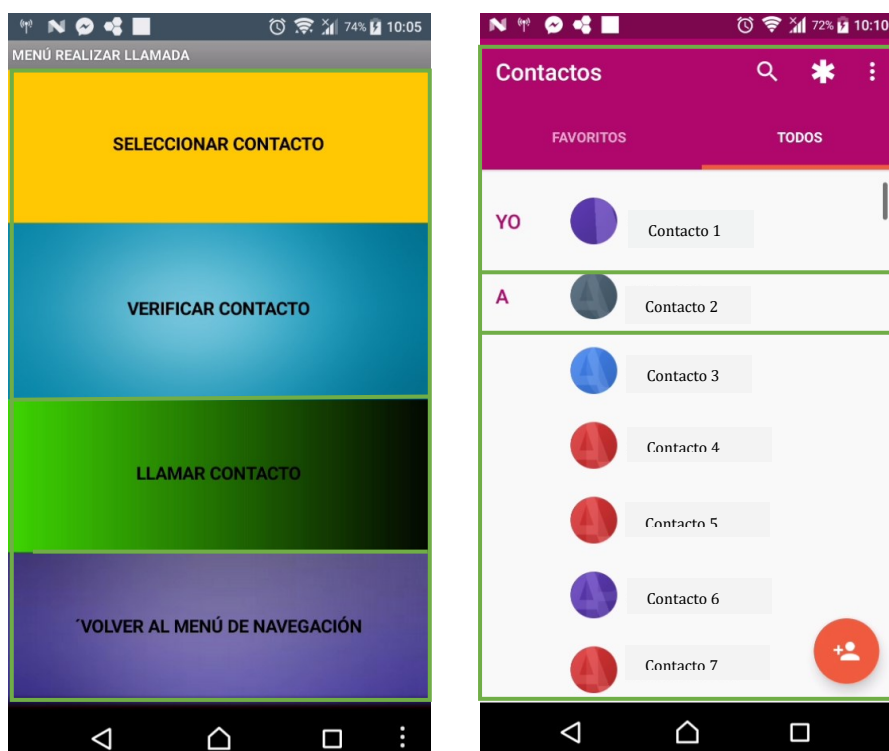 74% 10:05
MENÚ REALIZAR LLAMADA
SELECCIONAR CONTACTO
VERIFICAR CONTACTO
LLAMAR CONTACTO
´VOLVER AL MENÚ DE NAVEGACIÓN
72% 10:10
Contactos
FAVORITOS TODOS
YO Contacto 1
A Contacto 2
Contacto 3
Contacto 4
Contacto 5
Contacto 6
Contacto 7